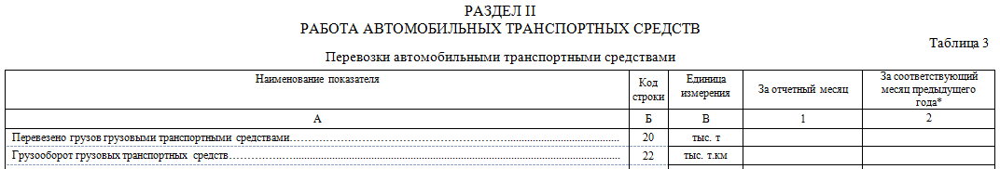 РАЗДЕЛ II
РАБОТА АВТОМОБИЛЬНЫХ ТРАНСПОРТНЫХ СРЕДСТВ
Таблица 3
Перевозки автомобильными транспортными средствами
Наименование показателя
Код строки
Единица измерения
За отчетный месяц
За соответствующий месяц предыдущего года*
А Б В 1 2
Перевезено грузов грузовыми транспортными средствами 20 тыс. т
Грузооборот грузовых транспортных средств 22 тыс. т.км